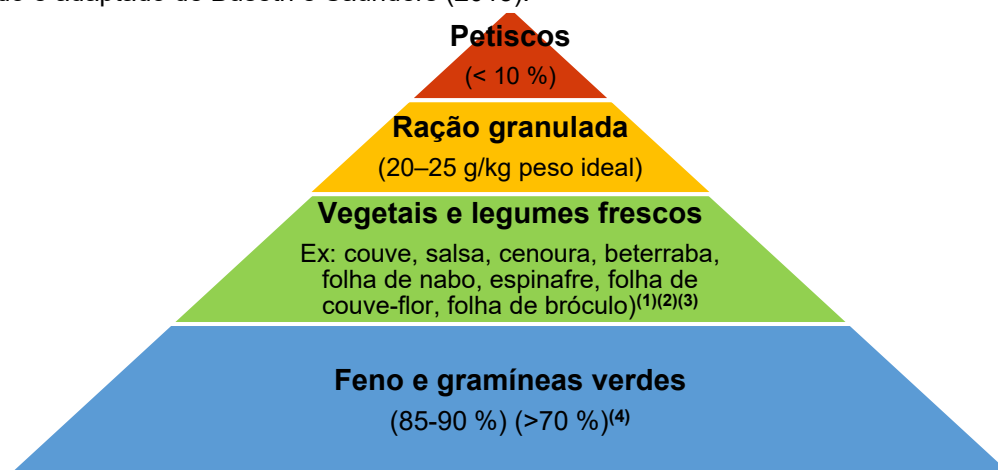 Petiscos
(< 10 %)
Ração granulada
(20–25 g/kg peso ideal)
Vegetais e legumes frescos
Ex: couve, salsa, cenoura, beterraba,
folha de nabo, espinafre, folha de
couve-flor, folha de bróculo)(1)(2)(3)
Feno e gramíneas verdes
(85-90 %) (>70 %)(4)